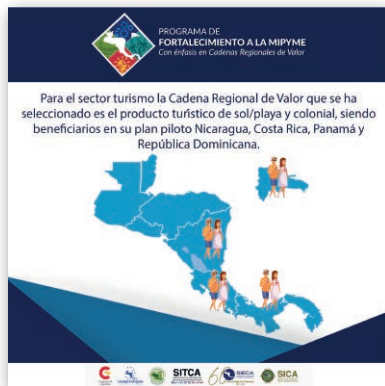 PROGRAMA DE
FORTALECIMIENTO A LA MIPYME
Con énfasis en Cadenas Regionales de Valor
Para el sector turismo la Cadena Regional de Valor que se ha
seleccionado es el producto turístico de sol/playa y colonial, siendo
beneficiarios en su plan piloto Nicaragua, Costa Rica, Panamá y
República Dominicana.
SITCA
SIECA
SICA